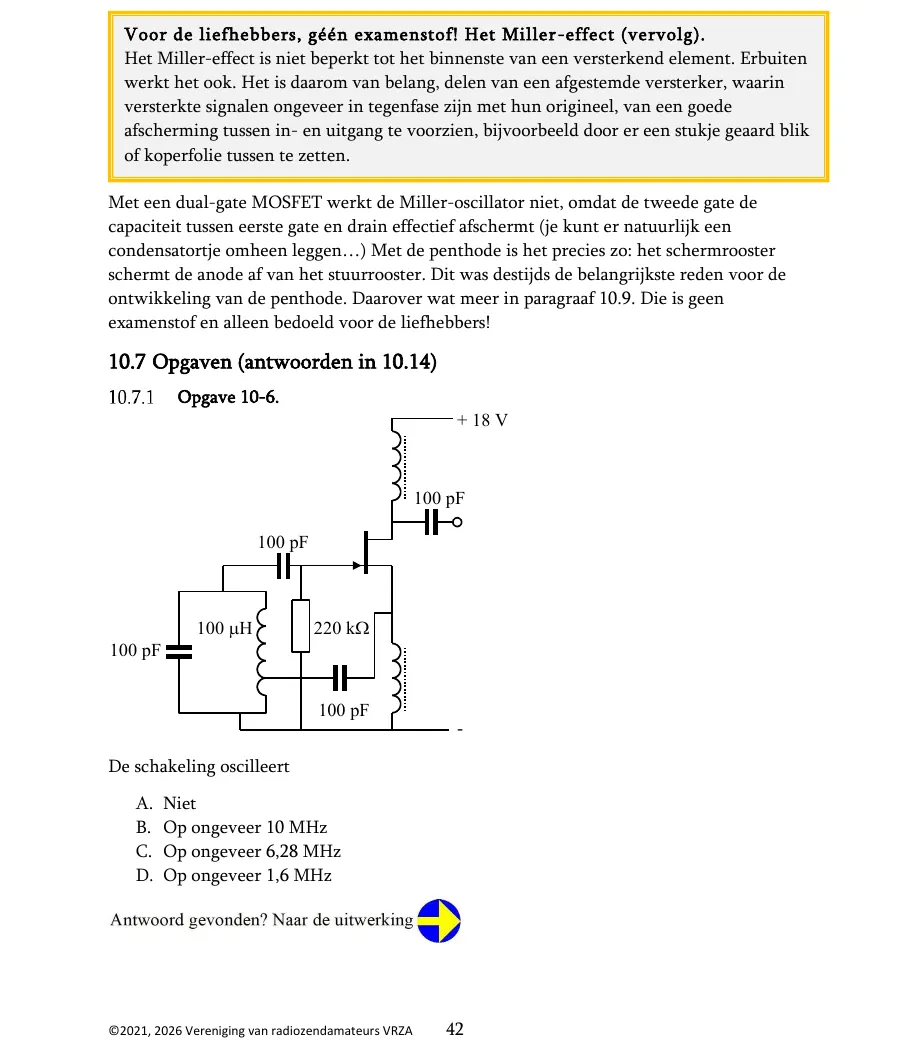 Voor de liefhebbers, géén examenstof! Het Miller-effect (vervolg).
Het Miller-effect is niet beperkt tot het binnenste van een versterkend element. Erbuiten
werkt het ook. Het is daarom van belang, delen van een afgestemde versterker, waarin
versterkte signalen ongeveer in tegenfase zijn met hun origineel, van een goede
afscherming tussen in- en uitgang te voorzien, bijvoorbeeld door er een stukje geaard blik
of koperfolie tussen te zetten.
Met een dual-gate MOSFET werkt de Miller-oscillator niet, omdat de tweede gate de
capaciteit tussen eerste gate en drain effectief afschermt (je kunt er natuurlijk een
condensatortje omheen leggen…) Met de penthode is het precies zo: het schermrooster
schermt de anode af van het stuurrooster. Dit was destijds de belangrijkste reden voor de
ontwikkeling van de penthode. Daarover wat meer in paragraaf 10.9. Die is geen
examenstof en alleen bedoeld voor de liefhebbers!
10.7 Opgaven (antwoorden in 10.14)
10.7.1 Opgave 10-6.
+ 18 V
100 pF
100 pF
100 µH
220 kΩ
100 pF
100 pF
-
De schakeling oscilleert
A. Niet
B. Op ongeveer 10 MHz
C. Op ongeveer 6,28 MHz
D. Op ongeveer 1,6 MHz
Antwoord gevonden? Naar de uitwerking
©2021, 2026 Vereniging van radiozendamateurs VRZA 42